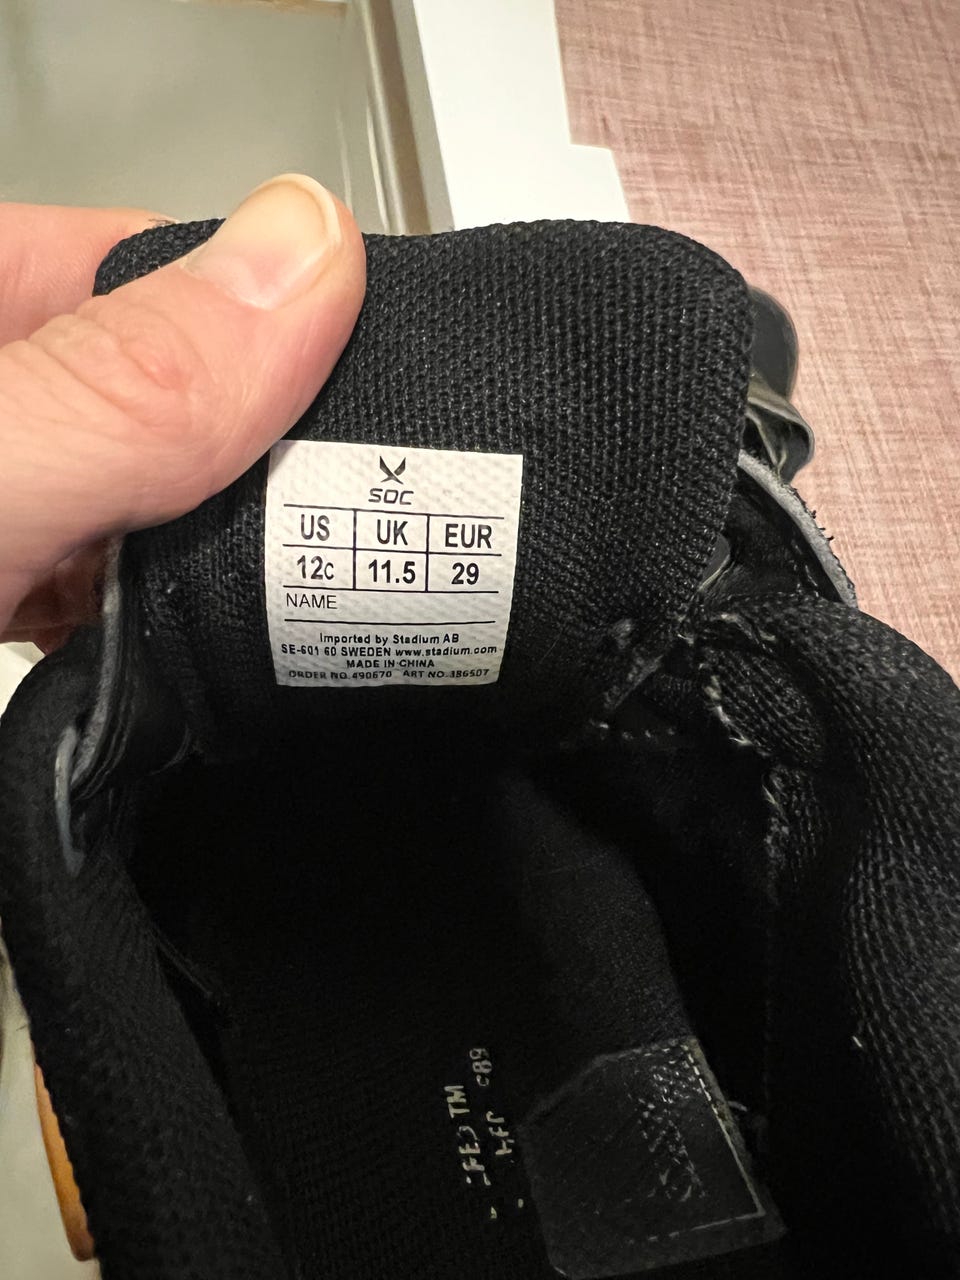 SOC
US UK EUR
12c 11.5 29
NAME
Imported by Stadium AB
SE-601 60 SWEDEN www.stadium.com
MADE IN CHINA
ORDER NO.490670 ART NO.386507
TM